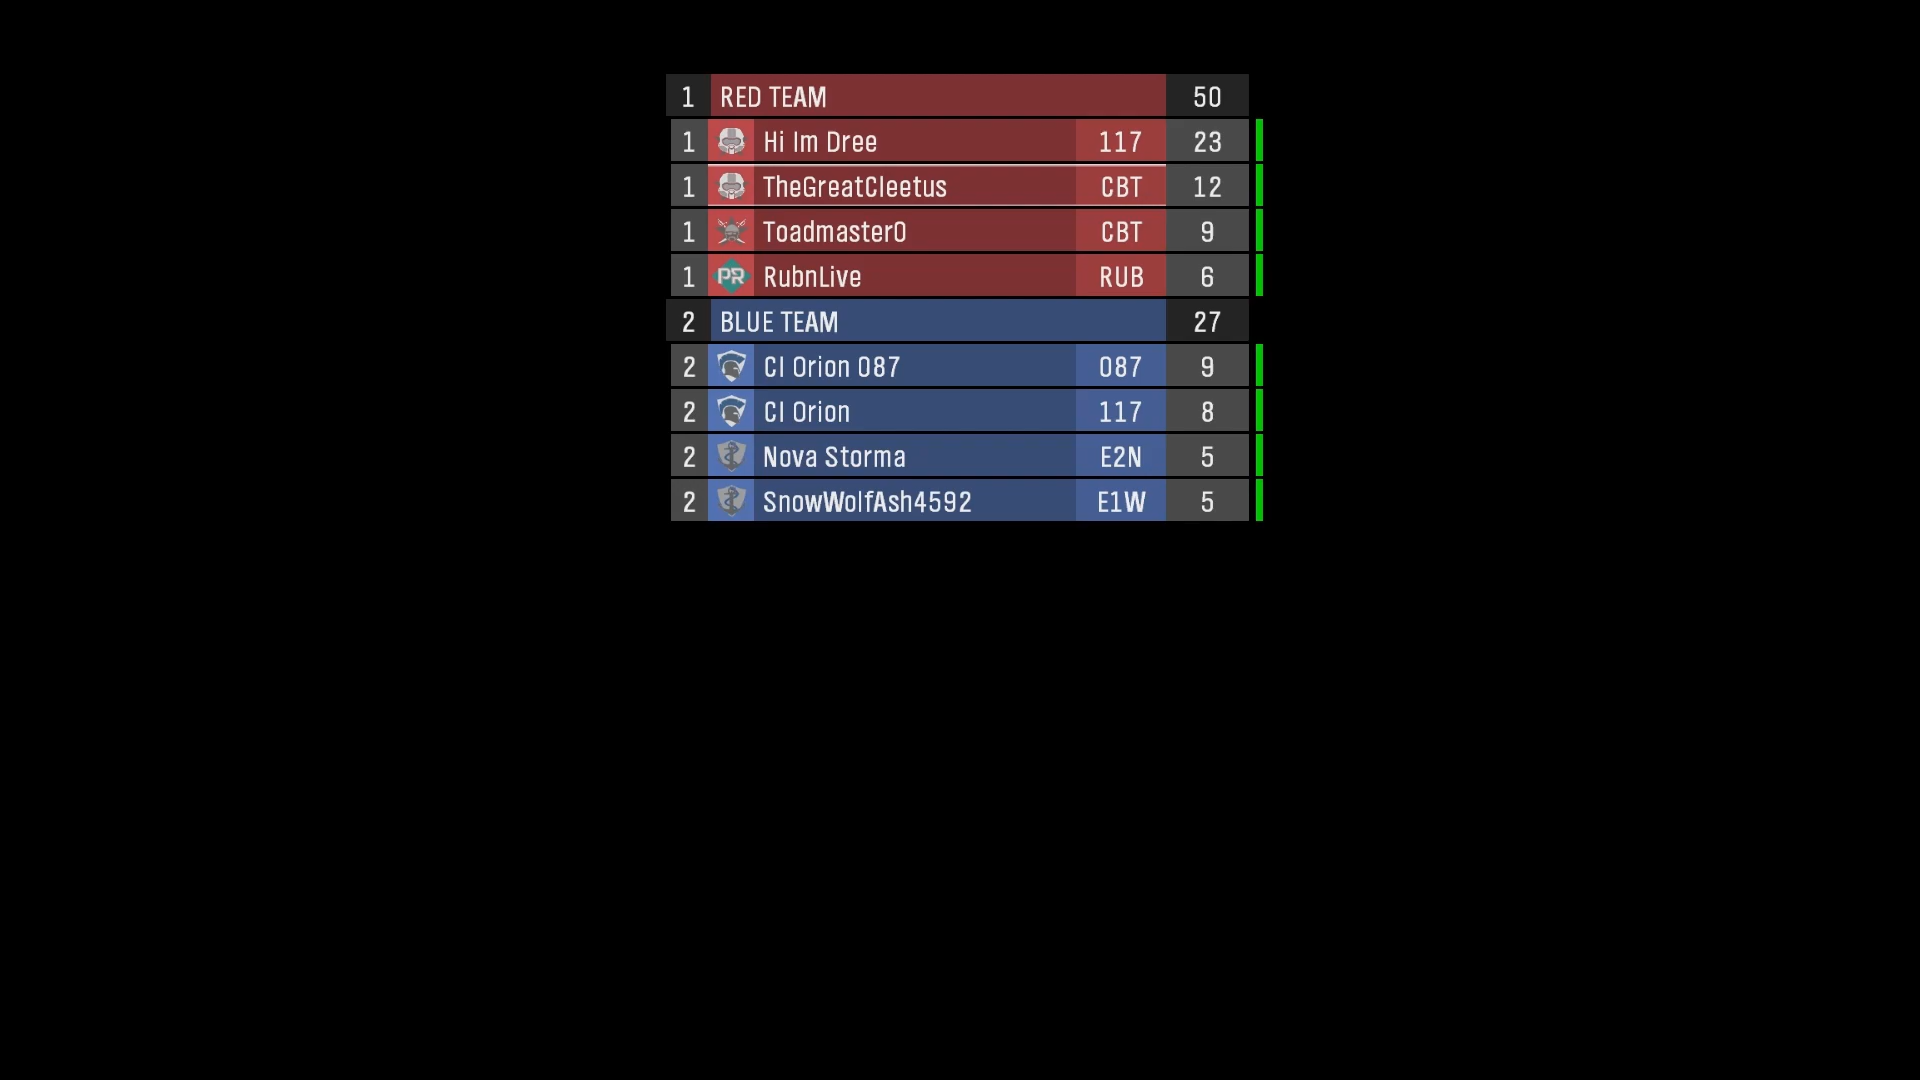 1 RED TEAM 50
1 Hi Im Dree 117 23
1 TheGreatCleetus CBT 12
1 Toadmaster0 CBT 9
1 PR RubnLive RUB 6
2 BLUE TEAM 27
2 CI Orion 087 087 9
2 CI Orion 117 8
2 Nova Storma E2N 5
2 SnowWolfAsh4592 E1W 5